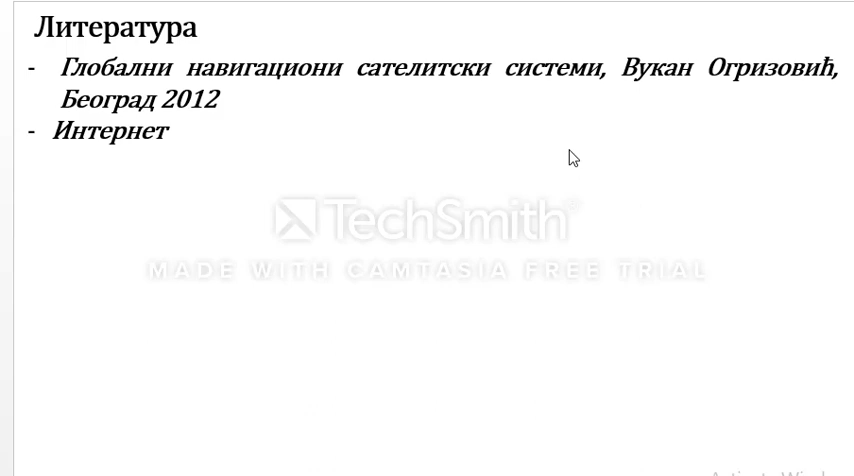 Литература
- Глобални навигациони сателитски системи, Вукан Огризовић,
Београд 2012
- Интернет
TechSmith
MADE WITH CAMTASIA FREE TRIAL